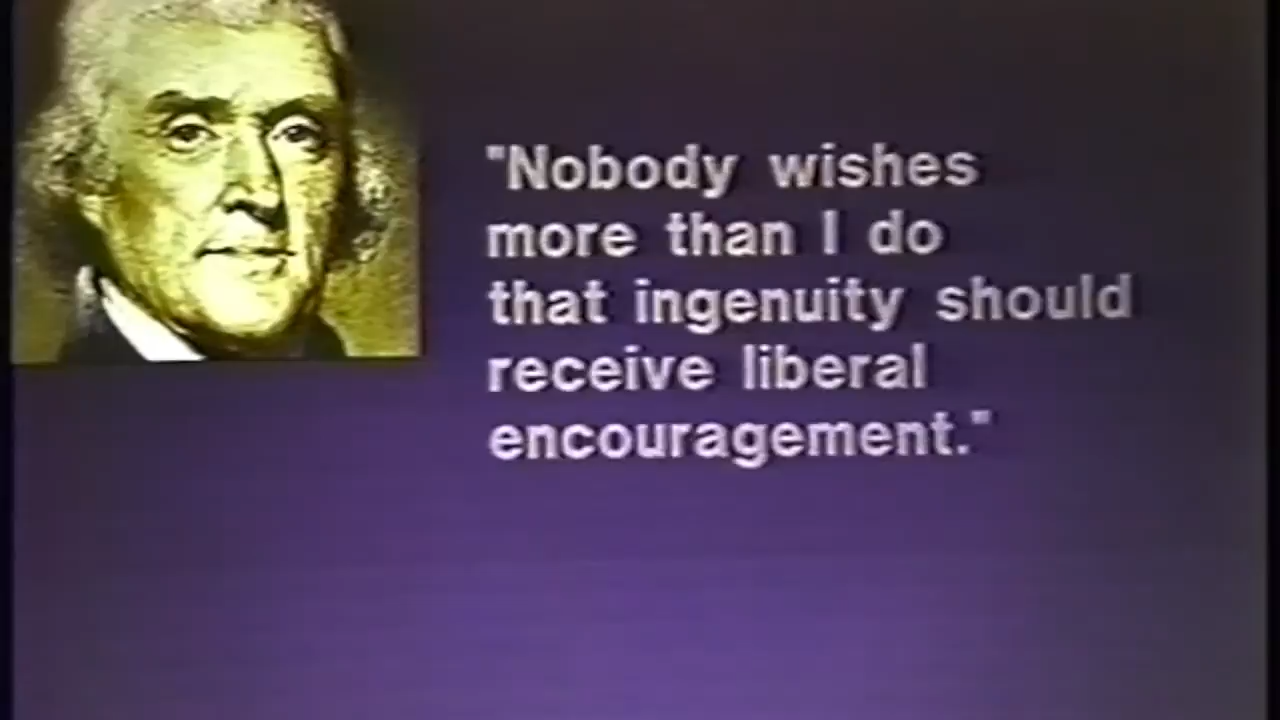 "Nobody wishes
more than I do
that ingenuity should
receive liberal
encouragement."